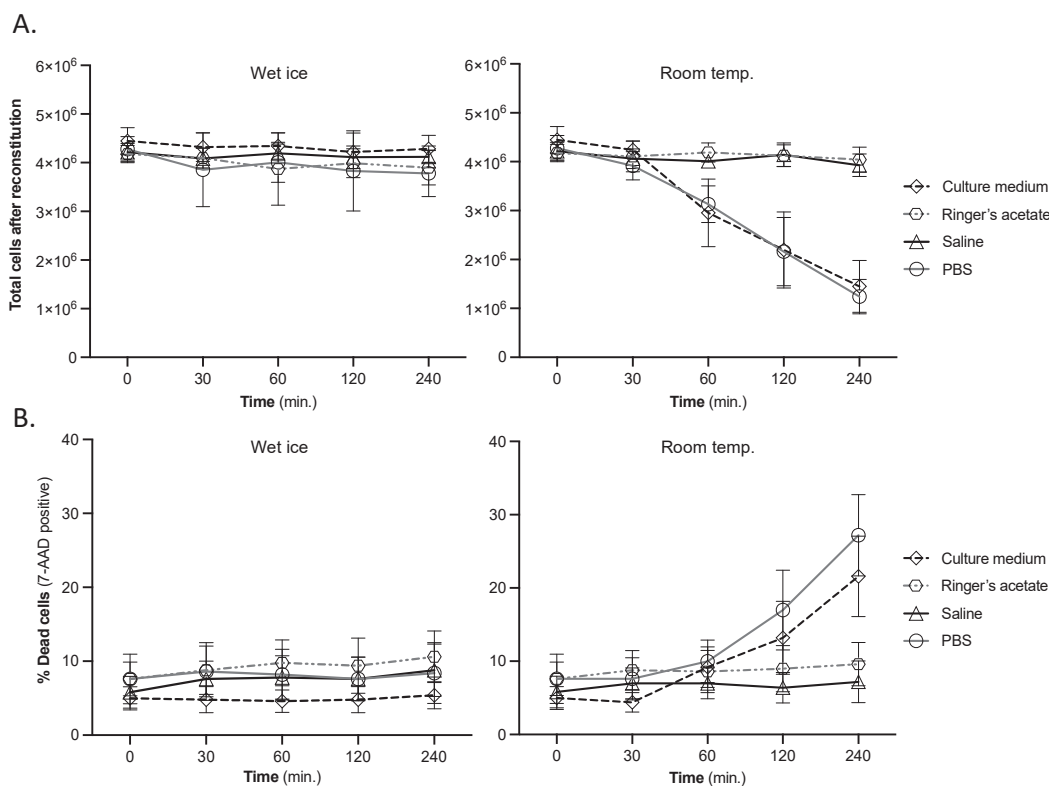 A.
Wet ice
Room temp.
Total cells after reconstitution
6×10⁶
5×10⁶
4×10⁶
3×10⁶
2×10⁶
1×10⁶
0
0 30 60 120 240
Time (min.)
6×10⁶
5×10⁶
4×10⁶
3×10⁶
2×10⁶
1×10⁶
0
0 30 60 120 240
Time (min.)
Culture medium
Ringer's acetate
Saline
PBS
B.
Wet ice
Room temp.
% Dead cells (7-AAD positive)
40
30
20
10
0
0 30 60 120 240
Time (min.)
40
30
20
10
0
0 30 60 120 240
Time (min.)
Culture medium
Ringer's acetate
Saline
PBS